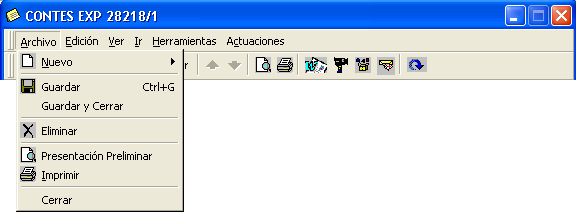 CONTES EXP 28218/1
Archivo Edición Ver Ir Herramientas Actuaciones
Nuevo
Guardar Ctrl+G
Guardar y Cerrar
Eliminar
Presentación Preliminar
Imprimir
Cerrar